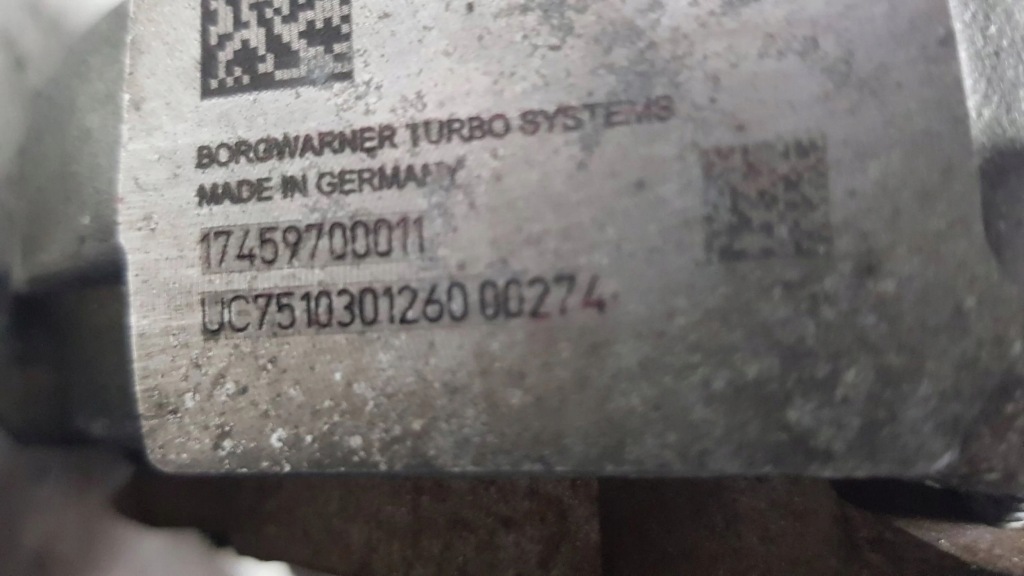 BORGWARNER TURBO SYSTEMS
MADE IN GERMANY
17459700011
UC7510301260 00274